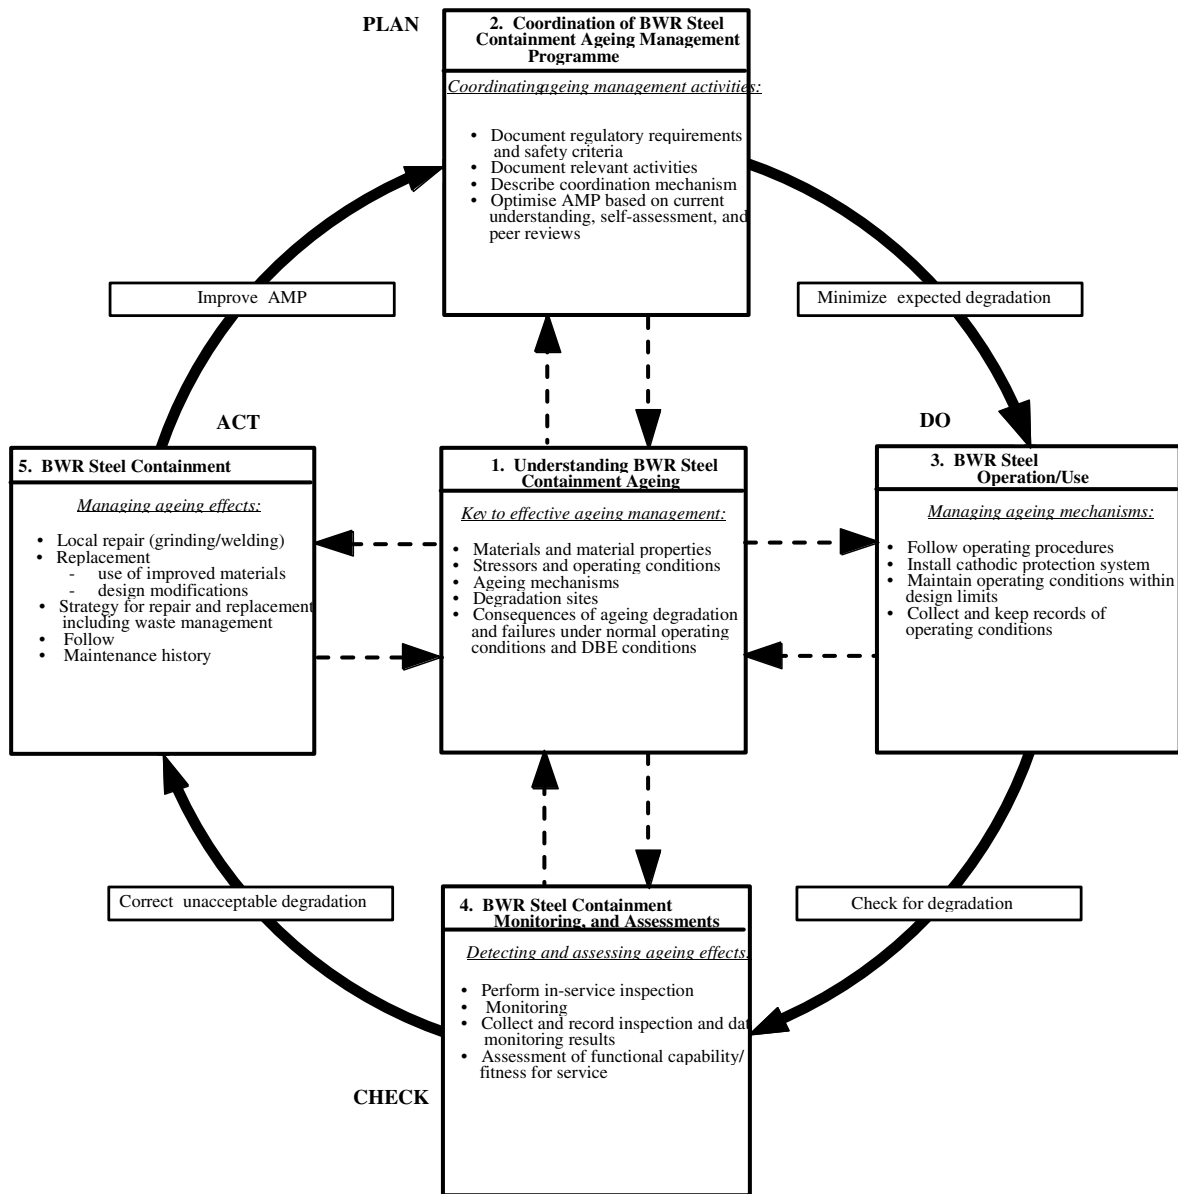 PLAN
2. Coordination of BWR Steel
Containment Ageing Management
Programme
Coordinating ageing management activities:
• Document regulatory requirements
and safety criteria
• Document relevant activities
• Describe coordination mechanism
• Optimise AMP based on current
understanding, self-assessment, and
peer reviews
Improve AMP
Minimize expected degradation
ACT
DO
5. BWR Steel Containment
Managing ageing effects:
• Local repair (grinding/welding)
• Replacement
- use of improved materials
- design modifications
• Strategy for repair and replacement
including waste management
• Follow
• Maintenance history
1. Understanding BWR Steel
Containment Ageing
Key to effective ageing management:
• Materials and material properties
• Stressors and operating conditions
• Ageing mechanisms
• Degradation sites
• Consequences of ageing degradation
and failures under normal operating
conditions and DBE conditions
3. BWR Steel
Operation/Use
Managing ageing mechanisms:
• Follow operating procedures
• Install cathodic protection system
• Maintain operating conditions within
design limits
• Collect and keep records of
operating conditions
Correct unacceptable degradation
Check for degradation
4. BWR Steel Containment
Monitoring, and Assessments
Detecting and assessing ageing effects:
• Perform in-service inspection
• Monitoring
• Collect and record inspection and dat
monitoring results
• Assessment of functional capability/
fitness for service
CHECK